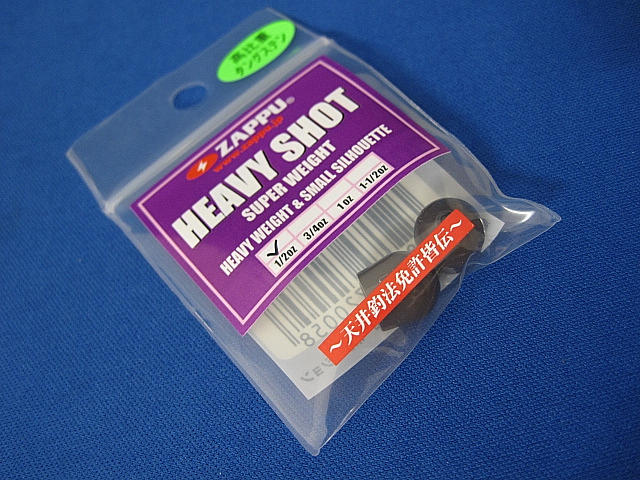 高比重
タングステン
ZAPPU®
www.zappu.jp
HEAVY SHOT
SUPER WEIGHT
HEAVY WEIGHT & SMALL SILHOUETTE
✓
1/2oz 3/4oz 1oz 1-1/2oz
～天井釣法免許皆伝～